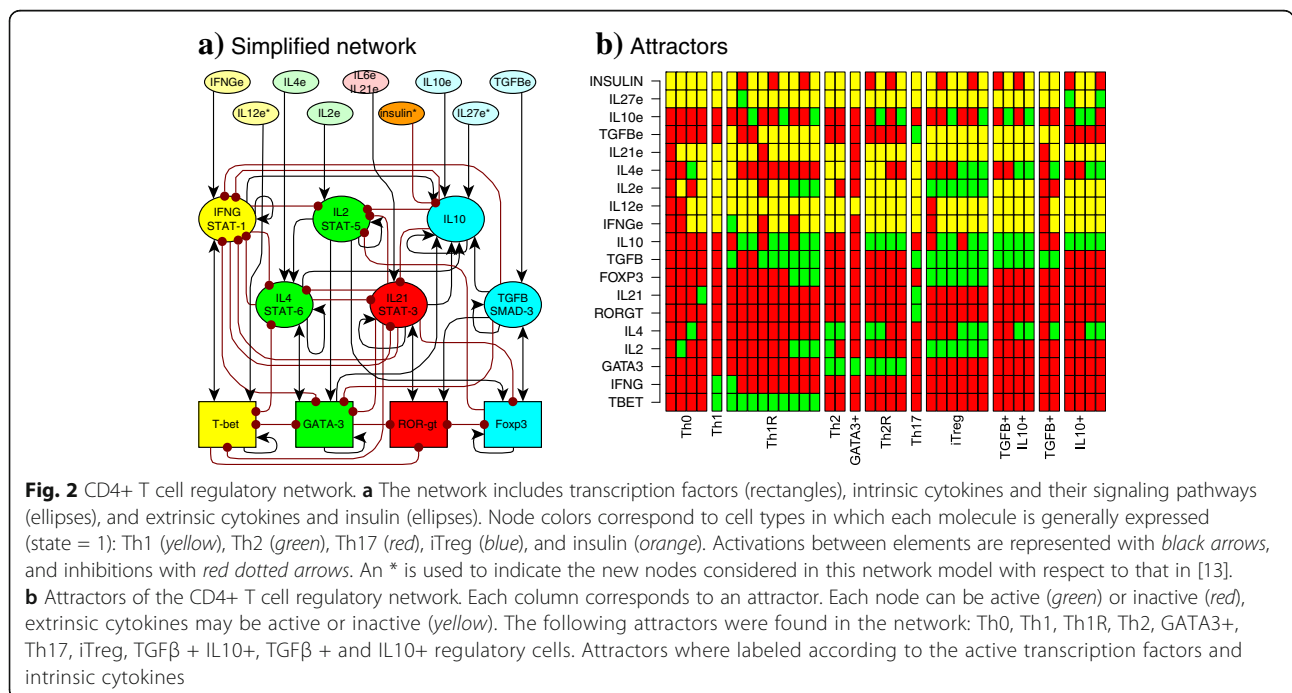 a) Simplified network
b) Attractors
IFNGe
IL4e
IL6e
IL21e
IL10e
TGFBe
IL12e*
IL2e
insulin*
IL27e*
IFNG
STAT-1
IL2
STAT-5
IL10
IL4
STAT-6
IL21
STAT-3
TGFB
SMAD-3
T-bet
GATA-3
ROR-gt
Foxp3
INSULIN
IL27e
IL10e
TGFBe
IL21e
IL4e
IL2e
IL12e
IFNGe
IL10
TGFB
FOXP3
IL21
RORGT
IL4
IL2
GATA3
IFNG
TBET
Th0
Th1
Th1R
Th2
GATA3+
Th2R
Th17
iTreg
TGFB+
IL10+
TGFB+
IL10+
Fig. 2 CD4+ T cell regulatory network. a The network includes transcription factors (rectangles), intrinsic cytokines and their signaling pathways
(ellipses), and extrinsic cytokines and insulin (ellipses). Node colors correspond to cell types in which each molecule is generally expressed
(state = 1): Th1 (yellow), Th2 (green), Th17 (red), iTreg (blue), and insulin (orange). Activations between elements are represented with black arrows,
and inhibitions with red dotted arrows. An * is used to indicate the new nodes considered in this network model with respect to that in [13].
b Attractors of the CD4+ T cell regulatory network. Each column corresponds to an attractor. Each node can be active (green) or inactive (red),
extrinsic cytokines may be active or inactive (yellow). The following attractors were found in the network: Th0, Th1, Th1R, Th2, GATA3+,
Th17, iTreg, TGFβ + IL10+, TGFβ + and IL10+ regulatory cells. Attractors where labeled according to the active transcription factors and
intrinsic cytokines